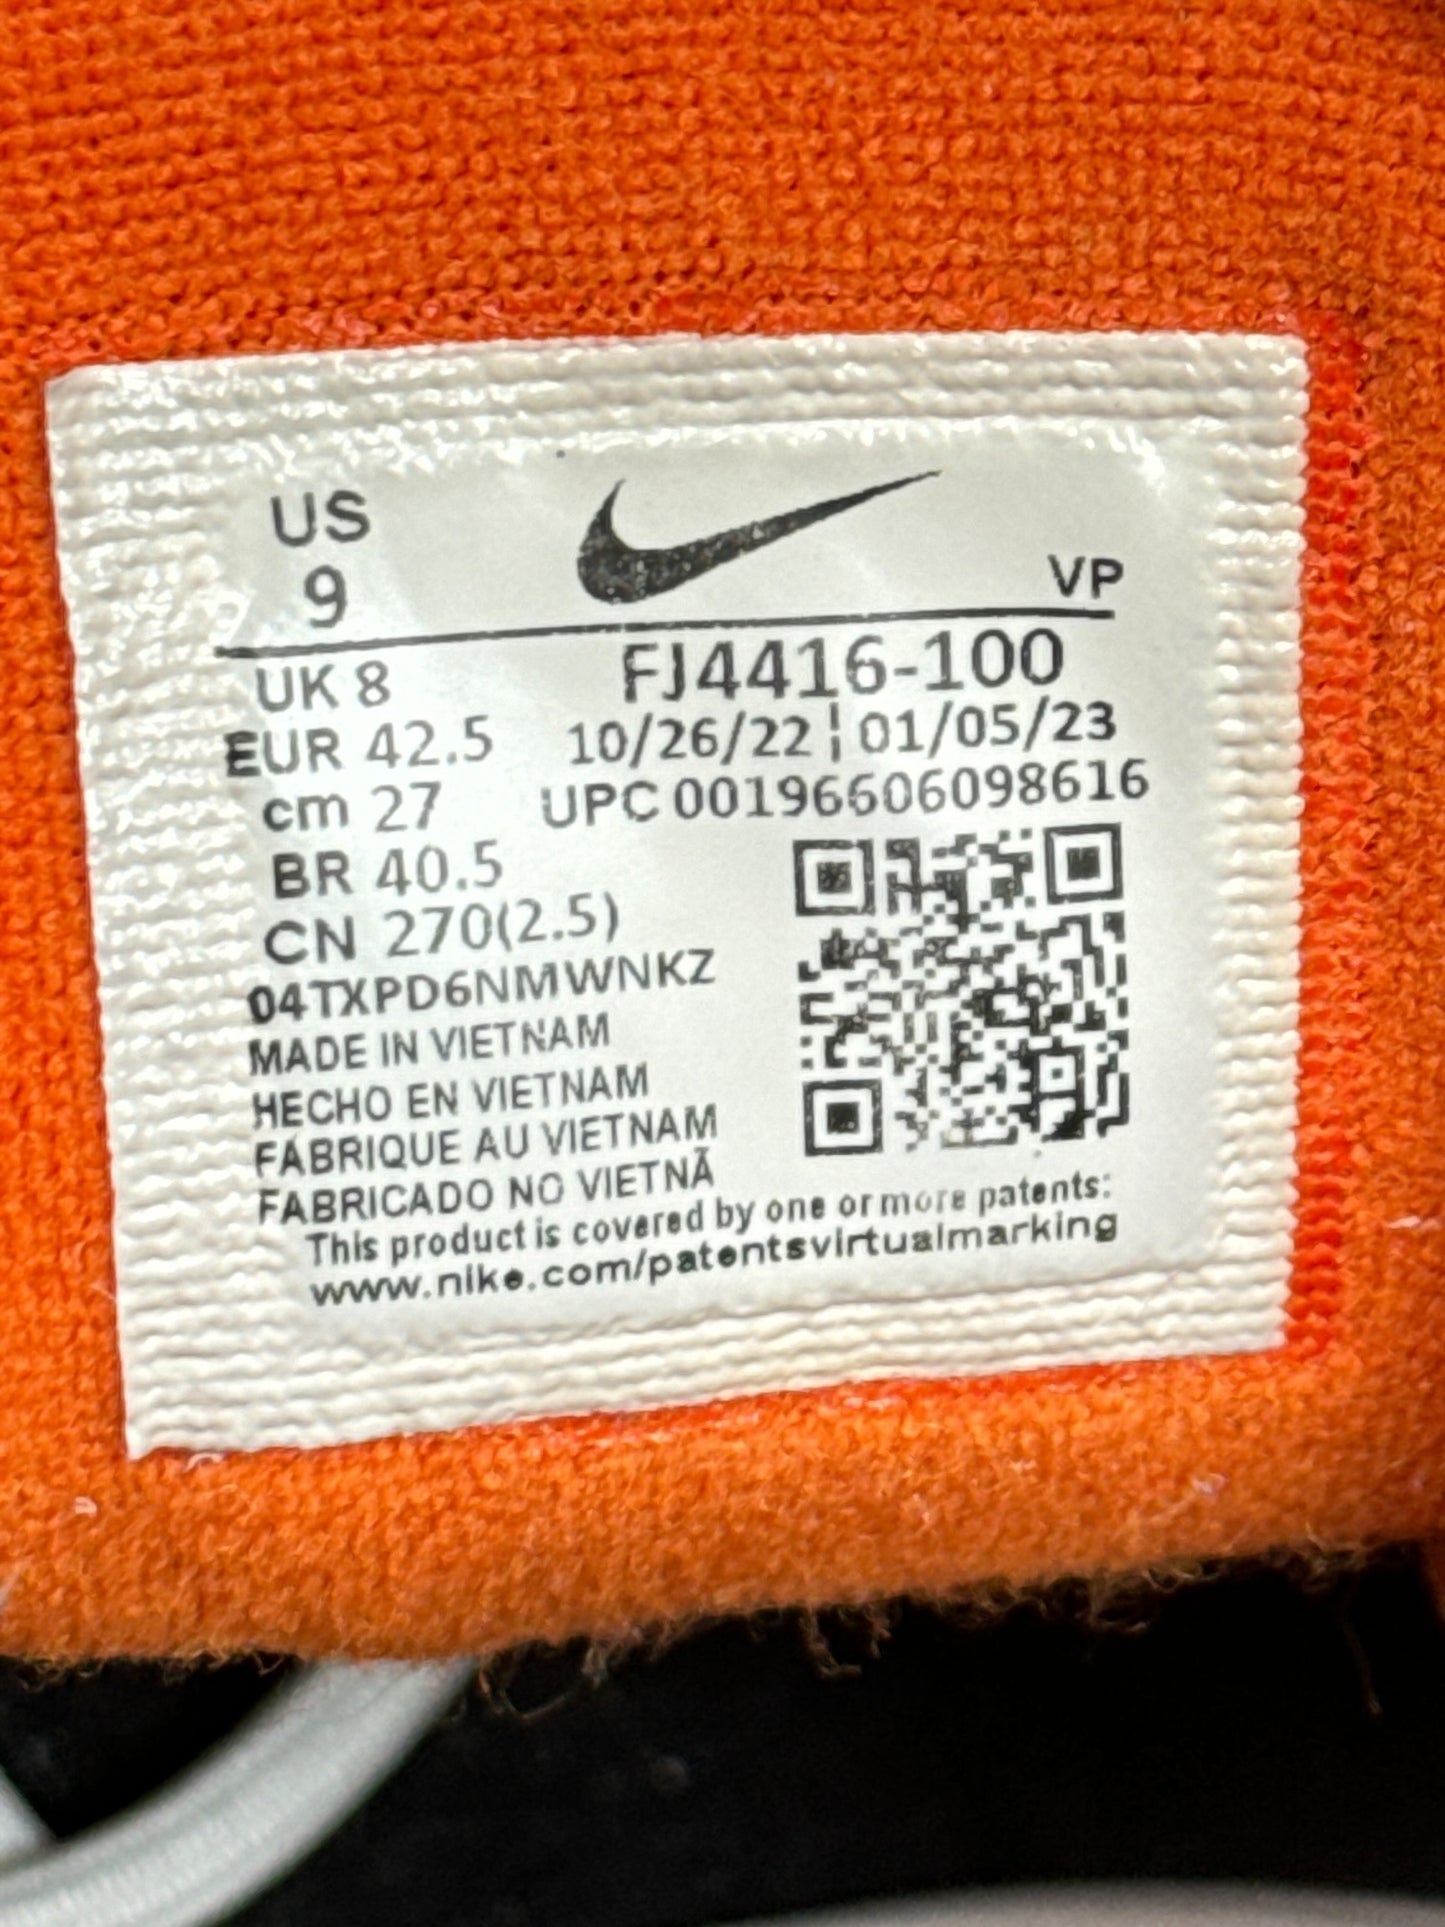 US
9
VP
UK 8
FJ4416-100
EUR 42.5
10/26/22 ¦ 01/05/23
cm 27
UPC 00196606098616
BR 40.5
CN 270(2.5)
04TXPD6NMWNKZ
MADE IN VIETNAM
HECHO EN VIETNAM
FABRIQUE AU VIETNAM
FABRICADO NO VIETNÃ
This product is covered by one or more patents:
www.nike.com/patentsvirtualmarking